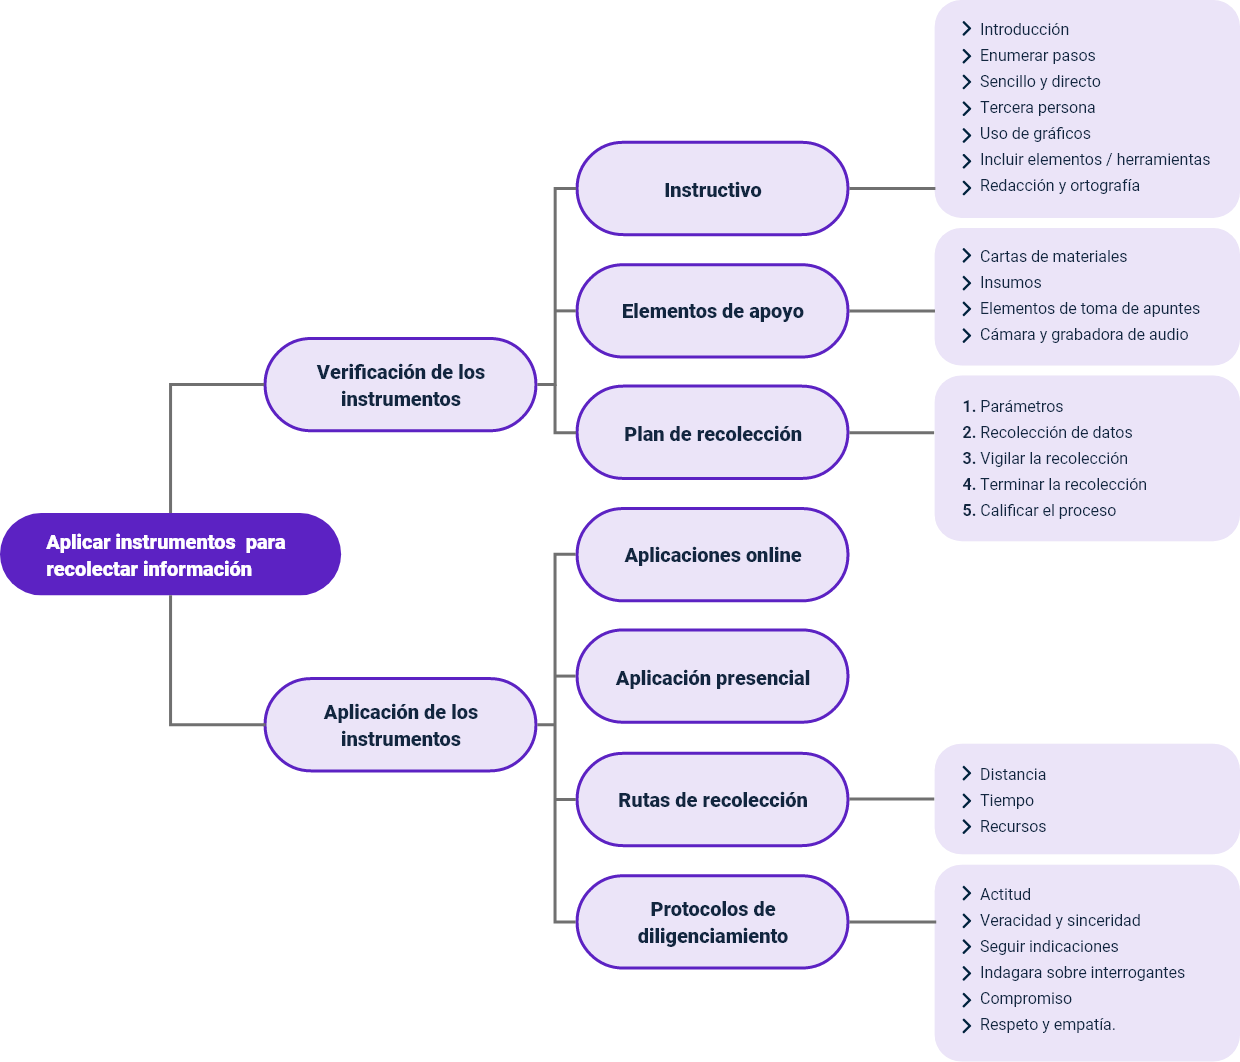 Aplicar instrumentos  para
recolectar información
Verificación de los
instrumentos
Instructivo
Introducción
Enumerar pasos
Sencillo y directo
Tercera persona
Uso de gráficos
Incluir elementos / herramientas
Redacción y ortografía
Elementos de apoyo
Cartas de materiales
Insumos
Elementos de toma de apuntes
Cámara y grabadora de audio
Plan de recolección
1. Parámetros
2. Recolección de datos
3. Vigilar la recolección
4. Terminar la recolección
5. Calificar el proceso
Aplicación de los
instrumentos
Aplicaciones online
Aplicación presencial
Rutas de recolección
Distancia
Tiempo
Recursos
Protocolos de
diligenciamiento
Actitud
Veracidad y sinceridad
Seguir indicaciones
Indagara sobre interrogantes
Compromiso
Respeto y empatía.